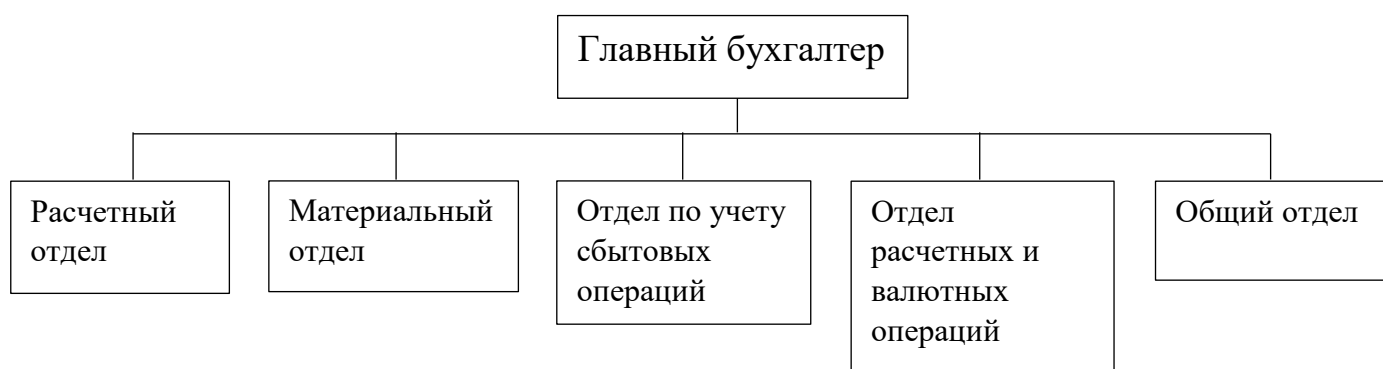 Главный бухгалтер
Расчетный
отдел
Материальный
отдел
Отдел по учету
сбытовых
операций
Отдел
расчетных и
валютных
операций
Общий отдел